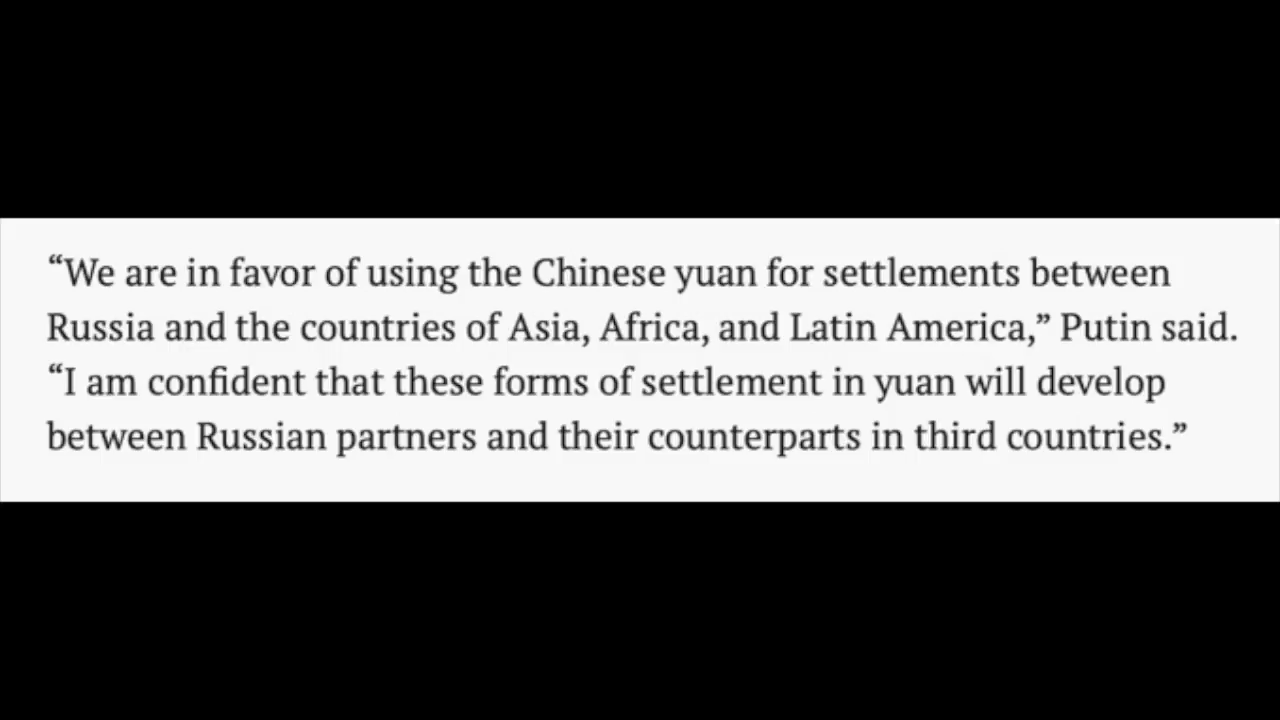 “We are in favor of using the Chinese yuan for settlements between
Russia and the countries of Asia, Africa, and Latin America,” Putin said.
“I am confident that these forms of settlement in yuan will develop
between Russian partners and their counterparts in third countries.”